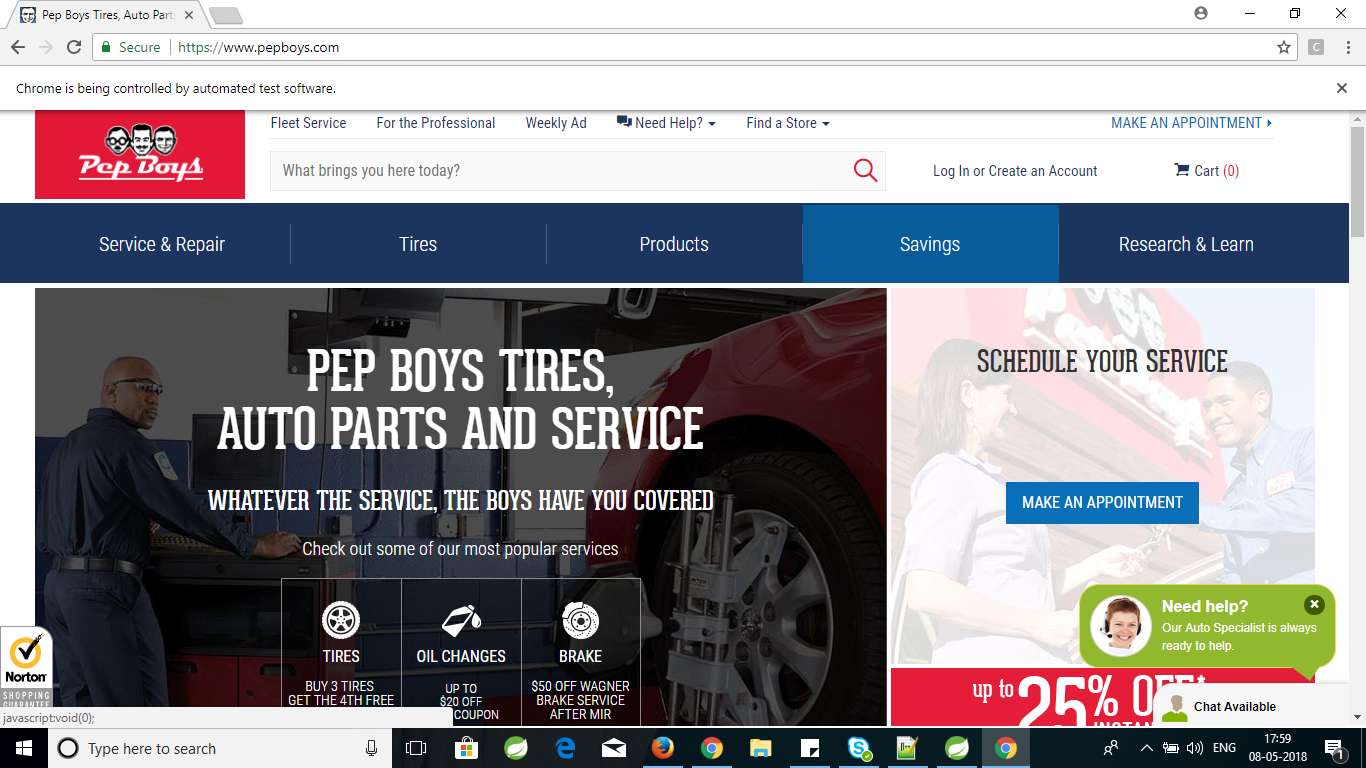 Pep Boys Tires, Auto Part
Secure https://www.pepboys.com
C
Chrome is being controlled by automated test software.
Fleet Service For the Professional Weekly Ad Need Help? Find a Store MAKE AN APPOINTMENT
Pep Boys
What brings you here today? Log In or Create an Account Cart (0)
Service & Repair Tires Products Savings Research & Learn
PEP BOYS TIRES,
AUTO PARTS AND SERVICE
WHATEVER THE SERVICE, THE BOYS HAVE YOU COVERED
Check out some of our most popular services
TIRES
BUY 3 TIRES
GET THE 4TH FREE
OIL CHANGES
UP TO
$20 OFF
COUPON
BRAKE
$50 OFF WAGNER
BRAKE SERVICE
AFTER MIR
SCHEDULE YOUR SERVICE
MAKE AN APPOINTMENT
Need help?
Our Auto Specialist is always
ready to help.
up to 25% OFF*
Chat Available
Norton
SHOPPING
GUARANTEE
javascript:void(0);
Type here to search
ENG
17:59
08-05-2018
1